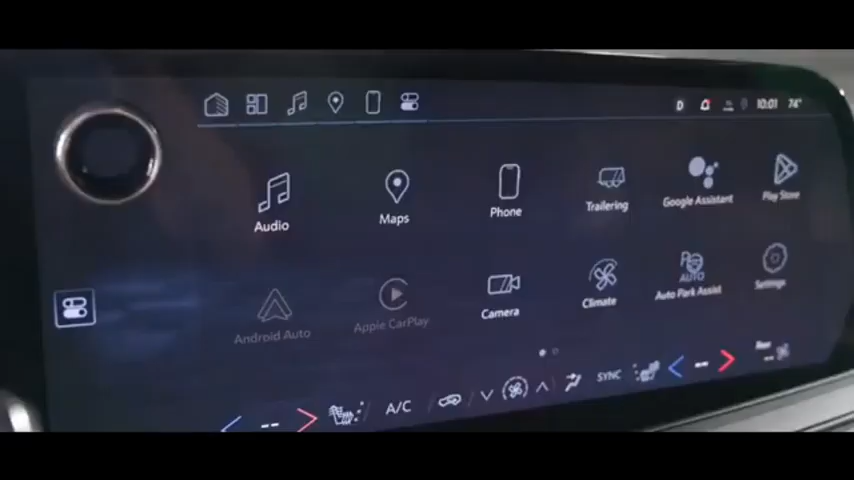 D 10:01 74°
Audio
Maps
Phone
Trailering
Google Assistant
Play Store
Android Auto
Apple CarPlay
Camera
Climate
AUTO
Auto Park Assist
Settings
-- A/C SYNC --
Rear
--